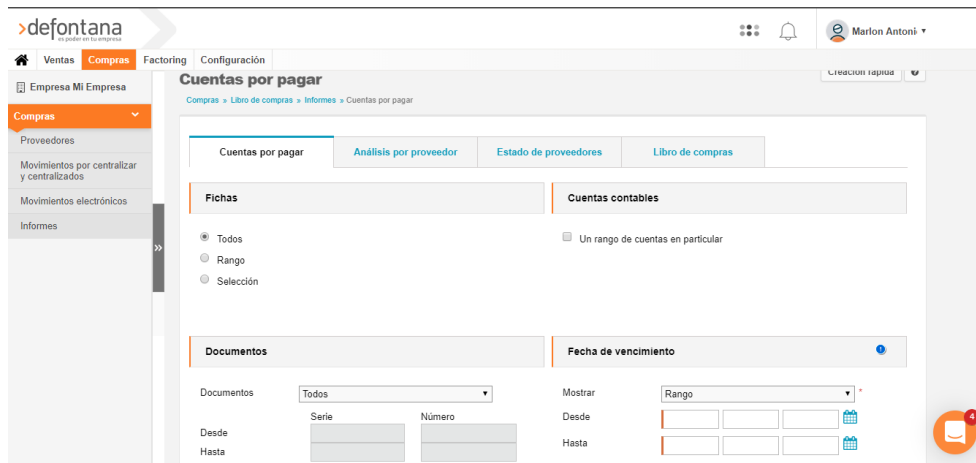 >defontana
es poder en tu empresa
Marlon Antoni
Ventas Compras Factoring Configuración
Empresa Mi Empresa
Compras
Proveedores
Movimientos por centralizar
y centralizados
Movimientos electrónicos
Informes
»
Cuentas por pagar
Creación rápida
Compras » Libro de compras » Informes » Cuentas por pagar
Cuentas por pagar Análisis por proveedor Estado de proveedores Libro de compras
Fichas
Todos
Rango
Selección
Cuentas contables
Un rango de cuentas en particular
Documentos
Documentos Todos
Serie Número
Desde
Hasta
Fecha de vencimiento
Mostrar Rango *
Desde
Hasta
4